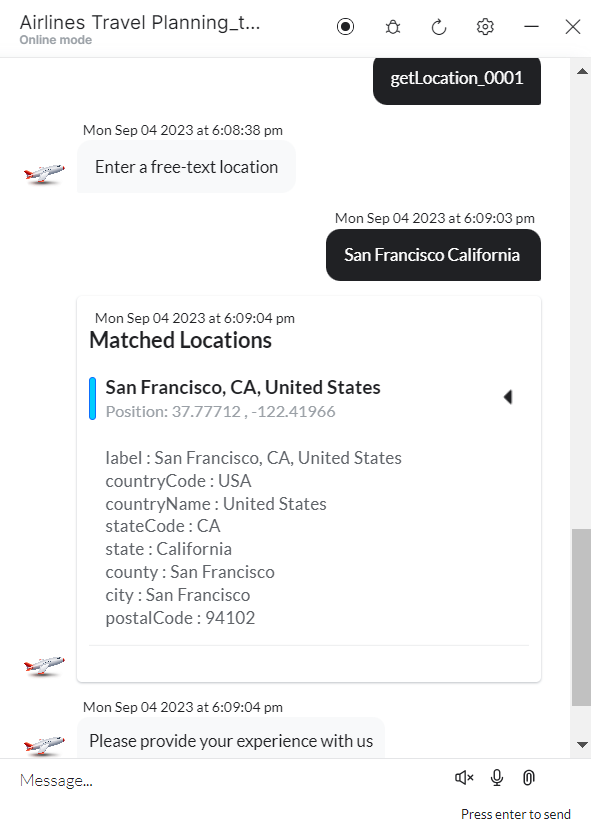 Airlines Travel Planning_t...
Online mode
getLocation_0001
Mon Sep 04 2023 at 6:08:38 pm
Enter a free-text location
Mon Sep 04 2023 at 6:09:03 pm
San Francisco California
Mon Sep 04 2023 at 6:09:04 pm
Matched Locations
San Francisco, CA, United States
Position: 37.77712 , -122.41966
label : San Francisco, CA, United States
countryCode : USA
countryName : United States
stateCode : CA
state : California
county : San Francisco
city : San Francisco
postalCode : 94102
Mon Sep 04 2023 at 6:09:04 pm
Please provide your experience with us
Message...
Press enter to send